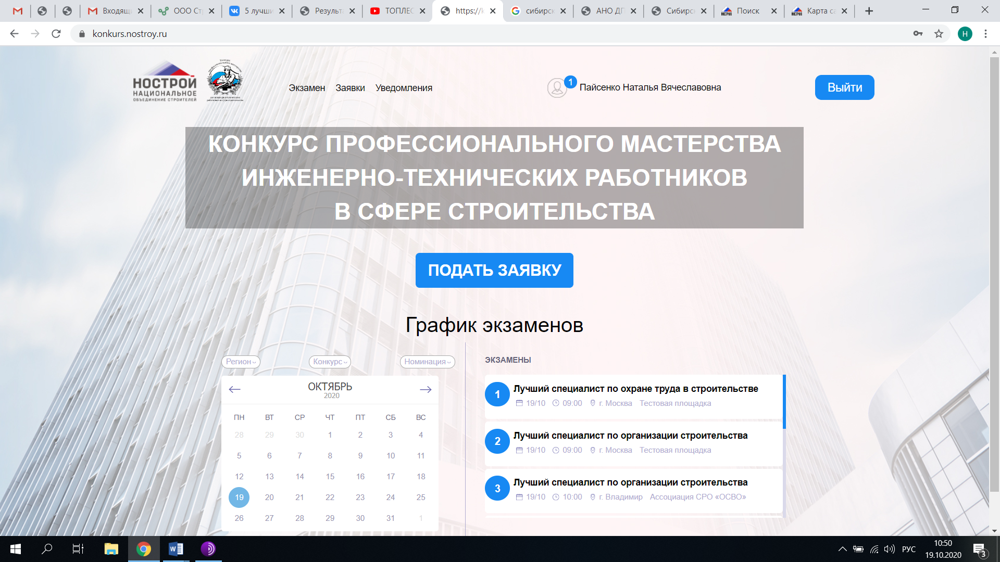 Входящи
ООО Ст
5 лучши
Результа
ТОПЛЕС
https://k
сибирск
АНО ДП
Сибирс
Поиск
Карта са
konkurs.nostroy.ru
Н
НОСТРОЙ
НАЦИОНАЛЬНОЕ
ОБЪЕДИНЕНИЕ СТРОИТЕЛЕЙ
Экзамен Заявки Уведомления
1
Пайсенко Наталья Вячеславовна
Выйти
КОНКУРС ПРОФЕССИОНАЛЬНОГО МАСТЕРСТВА
ИНЖЕНЕРНО-ТЕХНИЧЕСКИХ РАБОТНИКОВ
В СФЕРЕ СТРОИТЕЛЬСТВА
ПОДАТЬ ЗАЯВКУ
График экзаменов
Регион Конкурс Номинация
ОКТЯБРЬ
2020
ПН ВТ СР ЧТ ПТ СБ ВС
28 29 30 1 2 3 4
5 6 7 8 9 10 11
12 13 14 15 16 17 18
19 20 21 22 23 24 25
26 27 28 29 30 31 1
ЭКЗАМЕНЫ
1 Лучший специалист по охране труда в строительстве
19/10 09:00 г. Москва Тестовая площадка
2 Лучший специалист по организации строительства
19/10 09:00 г. Москва Тестовая площадка
3 Лучший специалист по организации строительства
19/10 10:00 г. Владимир Ассоциация СРО «ОСВО»
РУС
10:50
19.10.2020
3